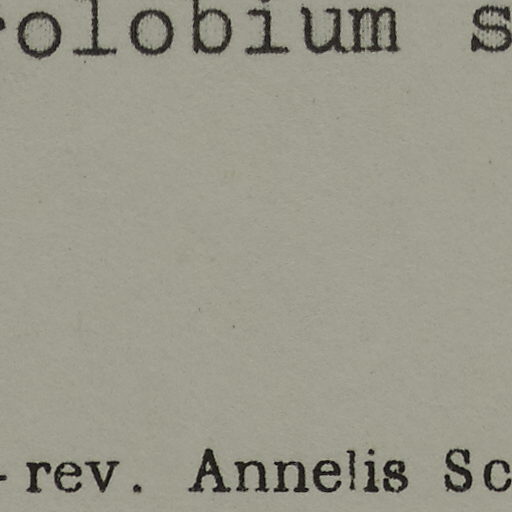 rolobium s
-rev. Annelis Sc